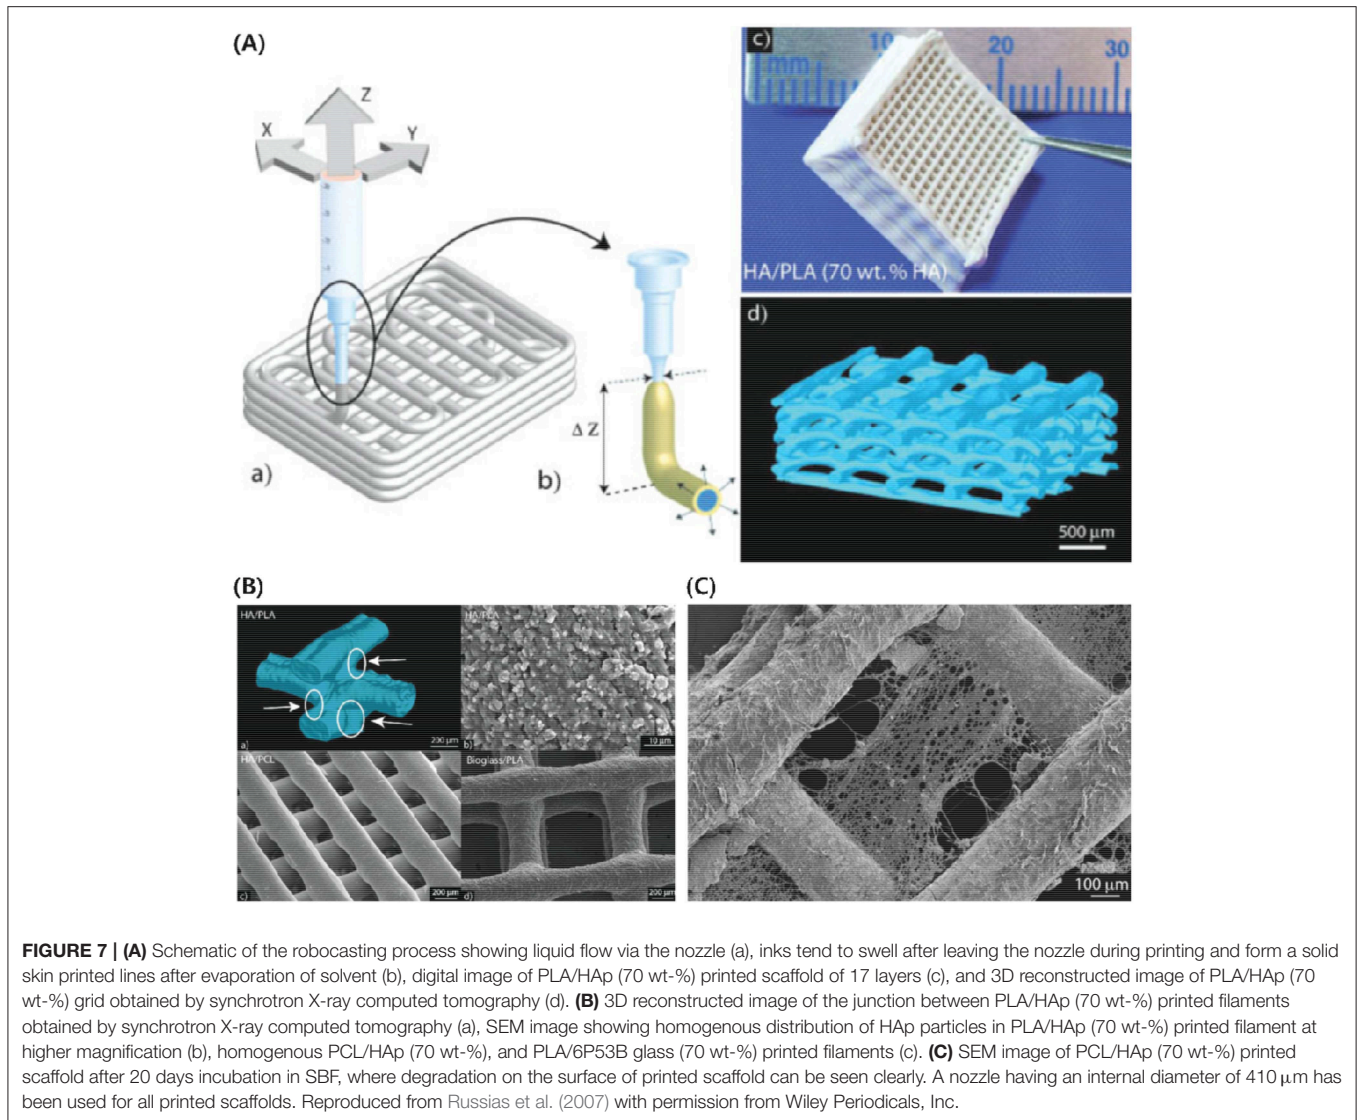 (A)
Z
X
Y
a)
b)
Δ Z
c)
mm
10
20
30
HA/PLA (70 wt.% HA)
d)
500 μm
(B)
HA/PLA
a)
200 μm
HA/PLA
b)
10 μm
HA/PCL
c)
200 μm
Bioglass/PLA
d)
200 μm
(C)
100 μm
FIGURE 7 | (A) Schematic of the robocasting process showing liquid flow via the nozzle (a), inks tend to swell after leaving the nozzle during printing and form a solid
skin printed lines after evaporation of solvent (b), digital image of PLA/HAp (70 wt-%) printed scaffold of 17 layers (c), and 3D reconstructed image of PLA/HAp (70
wt-%) grid obtained by synchrotron X-ray computed tomography (d). (B) 3D reconstructed image of the junction between PLA/HAp (70 wt-%) printed filaments
obtained by synchrotron X-ray computed tomography (a), SEM image showing homogenous distribution of HAp particles in PLA/HAp (70 wt-%) printed filament at
higher magnification (b), homogenous PCL/HAp (70 wt-%), and PLA/6P53B glass (70 wt-%) printed filaments (c). (C) SEM image of PCL/HAp (70 wt-%) printed
scaffold after 20 days incubation in SBF, where degradation on the surface of printed scaffold can be seen clearly. A nozzle having an internal diameter of 410 μm has
been used for all printed scaffolds. Reproduced from Russias et al. (2007) with permission from Wiley Periodicals, Inc.